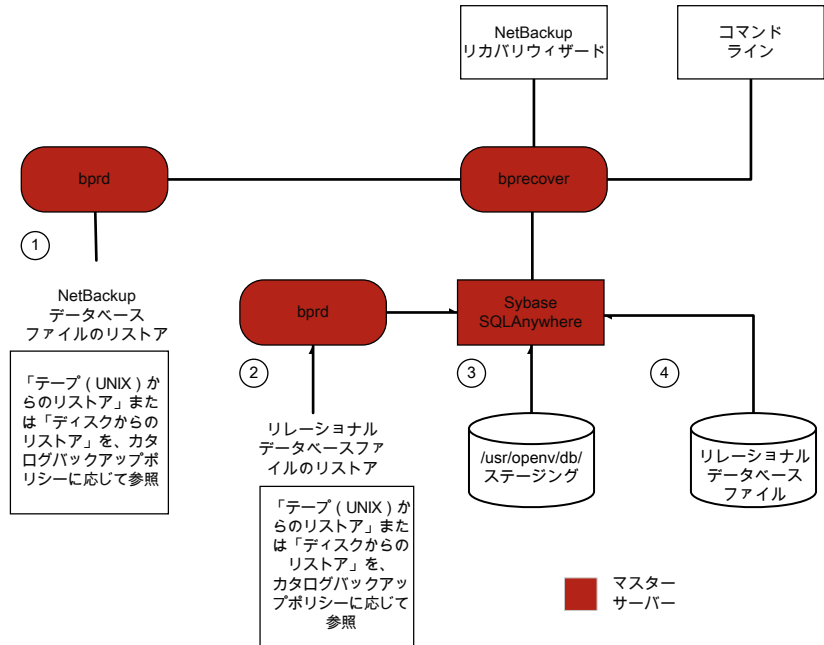 NetBackup
リカバリウィザード
コマンド
ライン
bprd
bprecover
1
NetBackup
データベース
ファイルのリストア
「テープ（UNIX）か
らのリストア」また
は「ディスクからの
リストア」を、カタ
ログバックアップポ
リシーに応じて参照
bprd
Sybase
SQLAnywhere
2
リレーショナル
データベースファ
イルのリストア
「テープ（UNIX）か
らのリストア」また
は「ディスクからの
リストア」を、
カタログバックアッ
プポリシーに応じて
参照
3
/usr/openv/db/
ステージング
4
リレーショナル
データベース
ファイル
マスター
サーバー